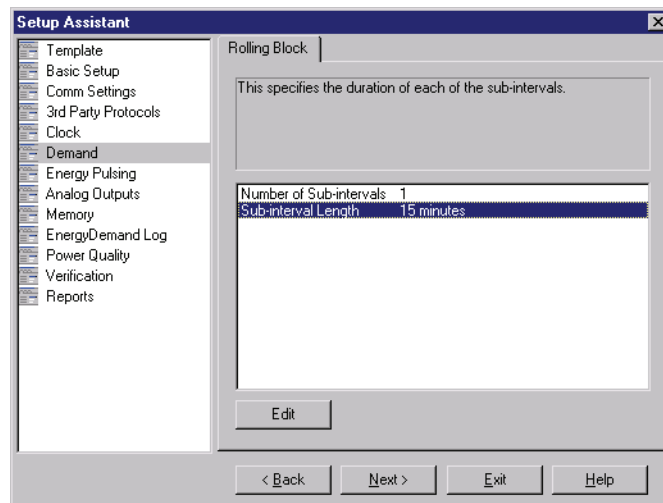 Setup Assistant
Template
Basic Setup
Comm Settings
3rd Party Protocols
Clock
Demand
Energy Pulsing
Analog Outputs
Memory
EnergyDemand Log
Power Quality
Verification
Reports
Rolling Block
This specifies the duration of each of the sub-intervals.
Number of Sub-intervals 1
Sub-interval Length 15 minutes
Edit
< Back
Next >
Exit
Help